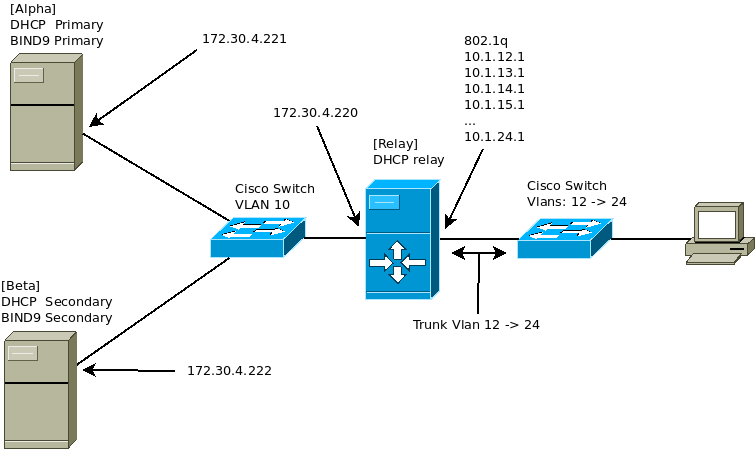 [Alpha]
DHCP  Primary
BIND9 Primary
172.30.4.221
172.30.4.220
802.1q
10.1.12.1
10.1.13.1
10.1.14.1
10.1.15.1
...
10.1.24.1
[Relay]
DHCP relay
Cisco Switch
VLAN 10
Cisco Switch
Vlans: 12 -> 24
[Beta]
DHCP  Secondary
BIND9 Secondary
Trunk Vlan 12 -> 24
172.30.4.222